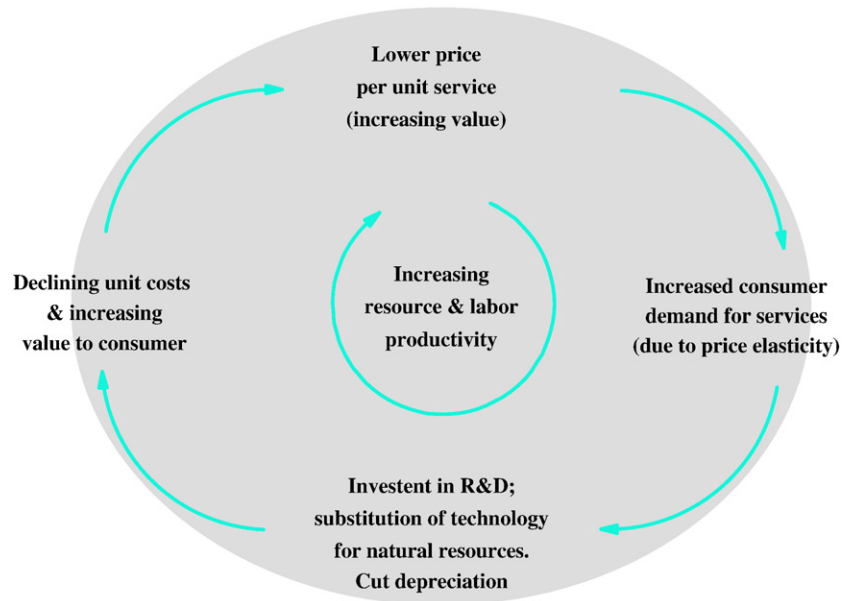 Lower price
per unit service
(increasing value)
Declining unit costs
& increasing
value to consumer
Increasing
resource & labor
productivity
Increased consumer
demand for services
(due to price elasticity)
Investent in R&D;
substitution of technology
for natural resources.
Cut depreciation